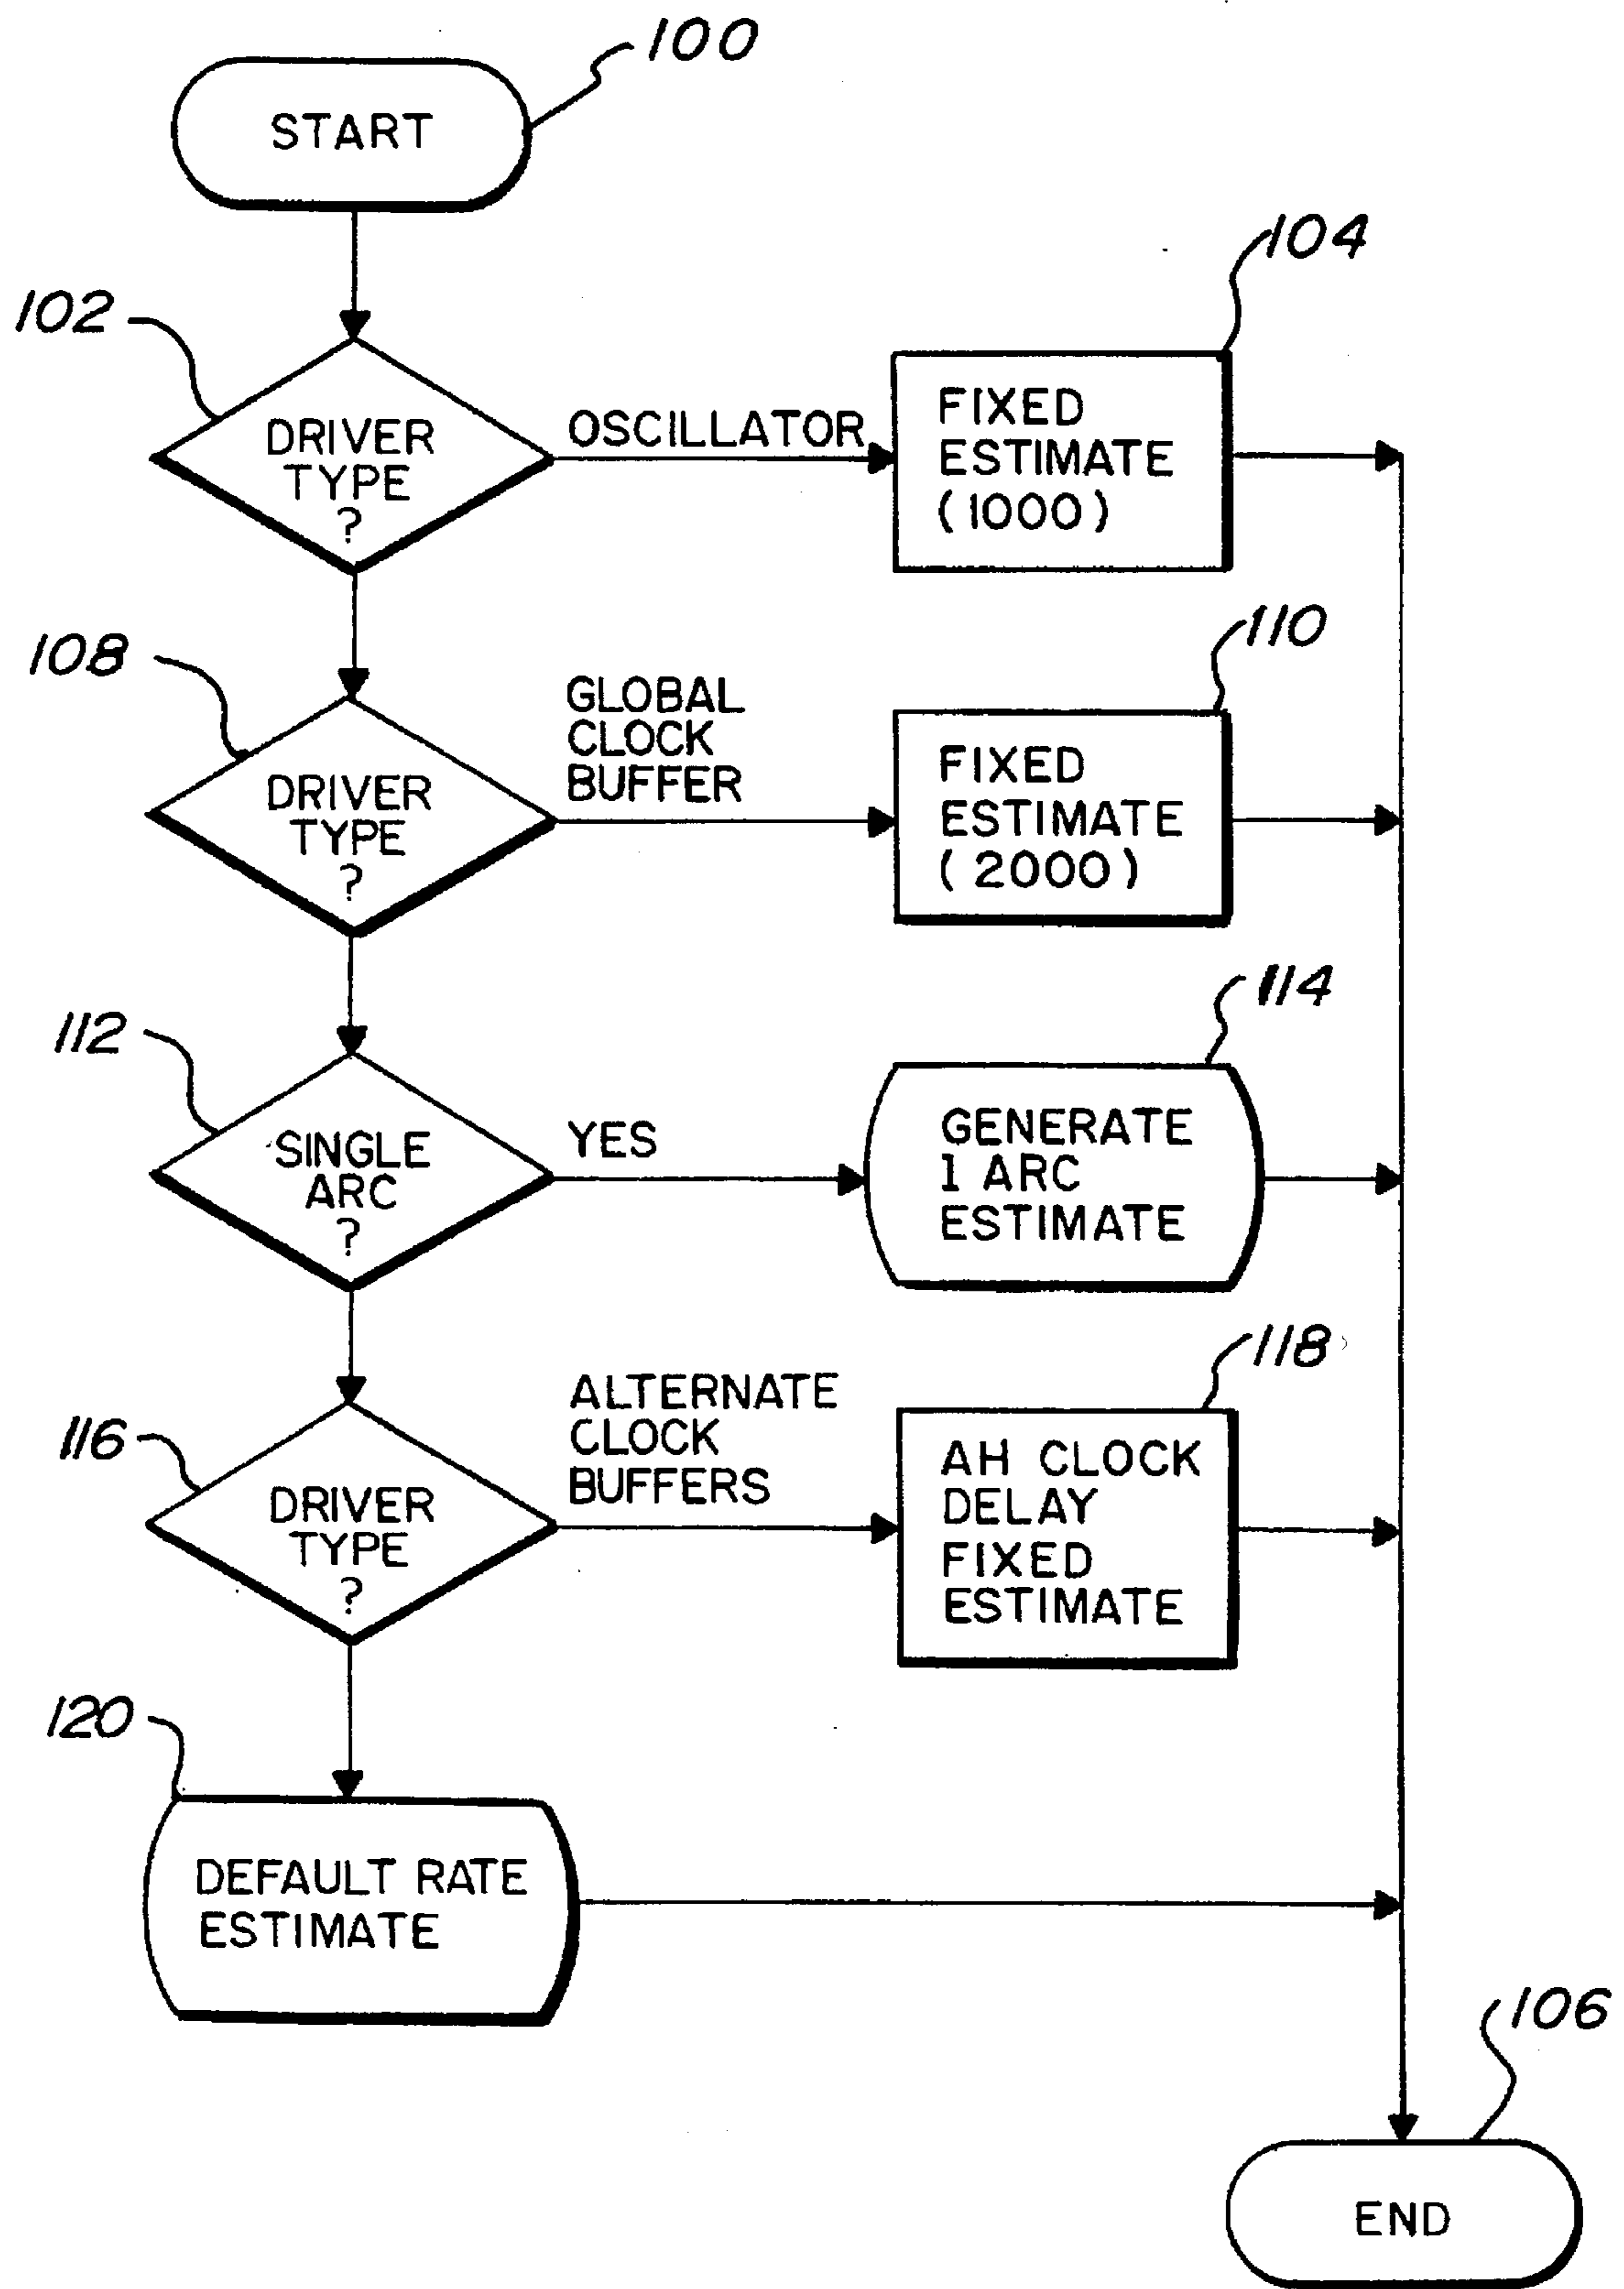 100
START
104
102
OSCILLATOR
FIXED
ESTIMATE
(1000)
DRIVER
TYPE
?
110
108
GLOBAL
CLOCK
BUFFER
FIXED
ESTIMATE
(2000)
DRIVER
TYPE
?
114
112
YES
GENERATE
1 ARC
ESTIMATE
SINGLE
ARC
?
118
116
ALTERNATE
CLOCK
BUFFERS
AH CLOCK
DELAY
FIXED
ESTIMATE
DRIVER
TYPE
?
120
DEFAULT RATE
ESTIMATE
106
END